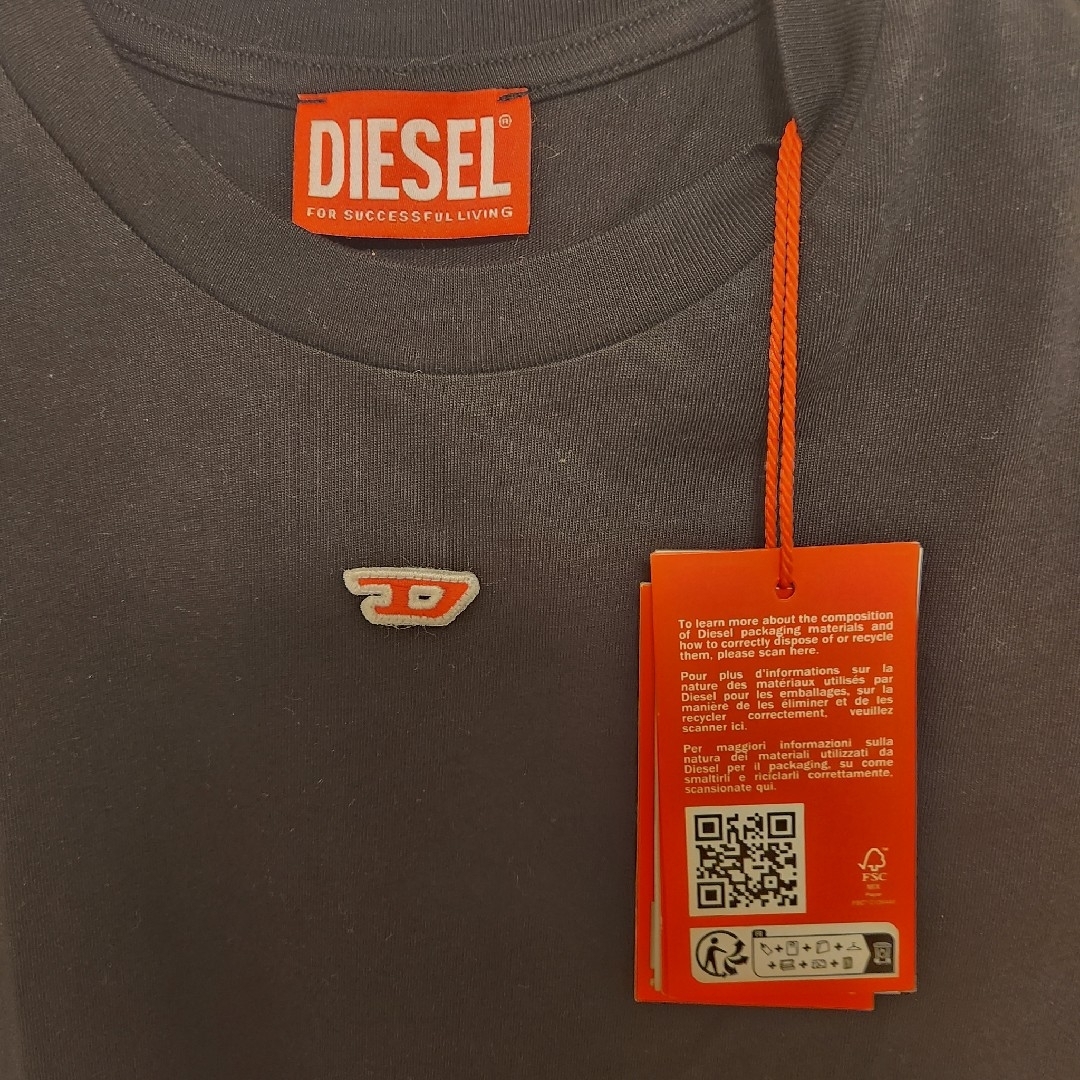 DIESEL®
FOR SUCCESSFUL LIVING
D
To learn more about the composition
of Diesel packaging materials and
how to correctly dispose of or recycle
them, please scan here.
Pour plus d'informations sur la
nature des matériaux utilisés par
Diesel pour les emballages, sur la
manière de les éliminer et de les
recycler correctement, veuillez
scanner ici.
Per maggiori informazioni sulla
natura dei materiali utilizzati da
Diesel per il packaging, su come
smaltirli e riciclarli correttamente,
scansionate qui.
FSC
MIX
Paper
FR